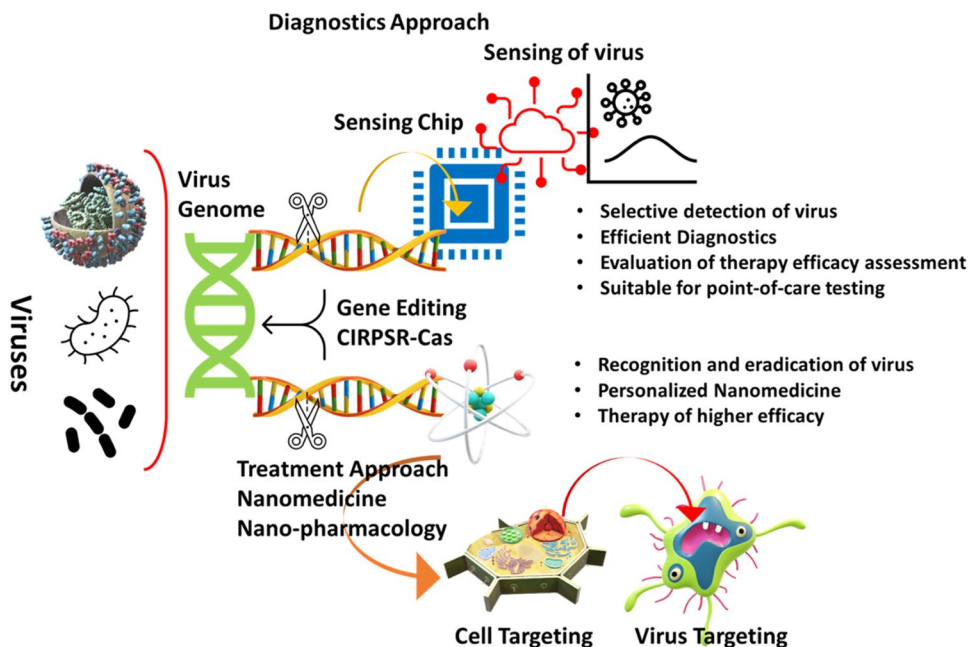 Diagnostics Approach
Sensing of virus
Sensing Chip
Virus
Genome
Viruses
• Selective detection of virus
• Efficient Diagnostics
• Evaluation of therapy efficacy assessment
• Suitable for point-of-care testing
Gene Editing
CIRPSR-Cas
• Recognition and eradication of virus
• Personalized Nanomedicine
• Therapy of higher efficacy
Treatment Approach
Nanomedicine
Nano-pharmacology
Cell Targeting
Virus Targeting